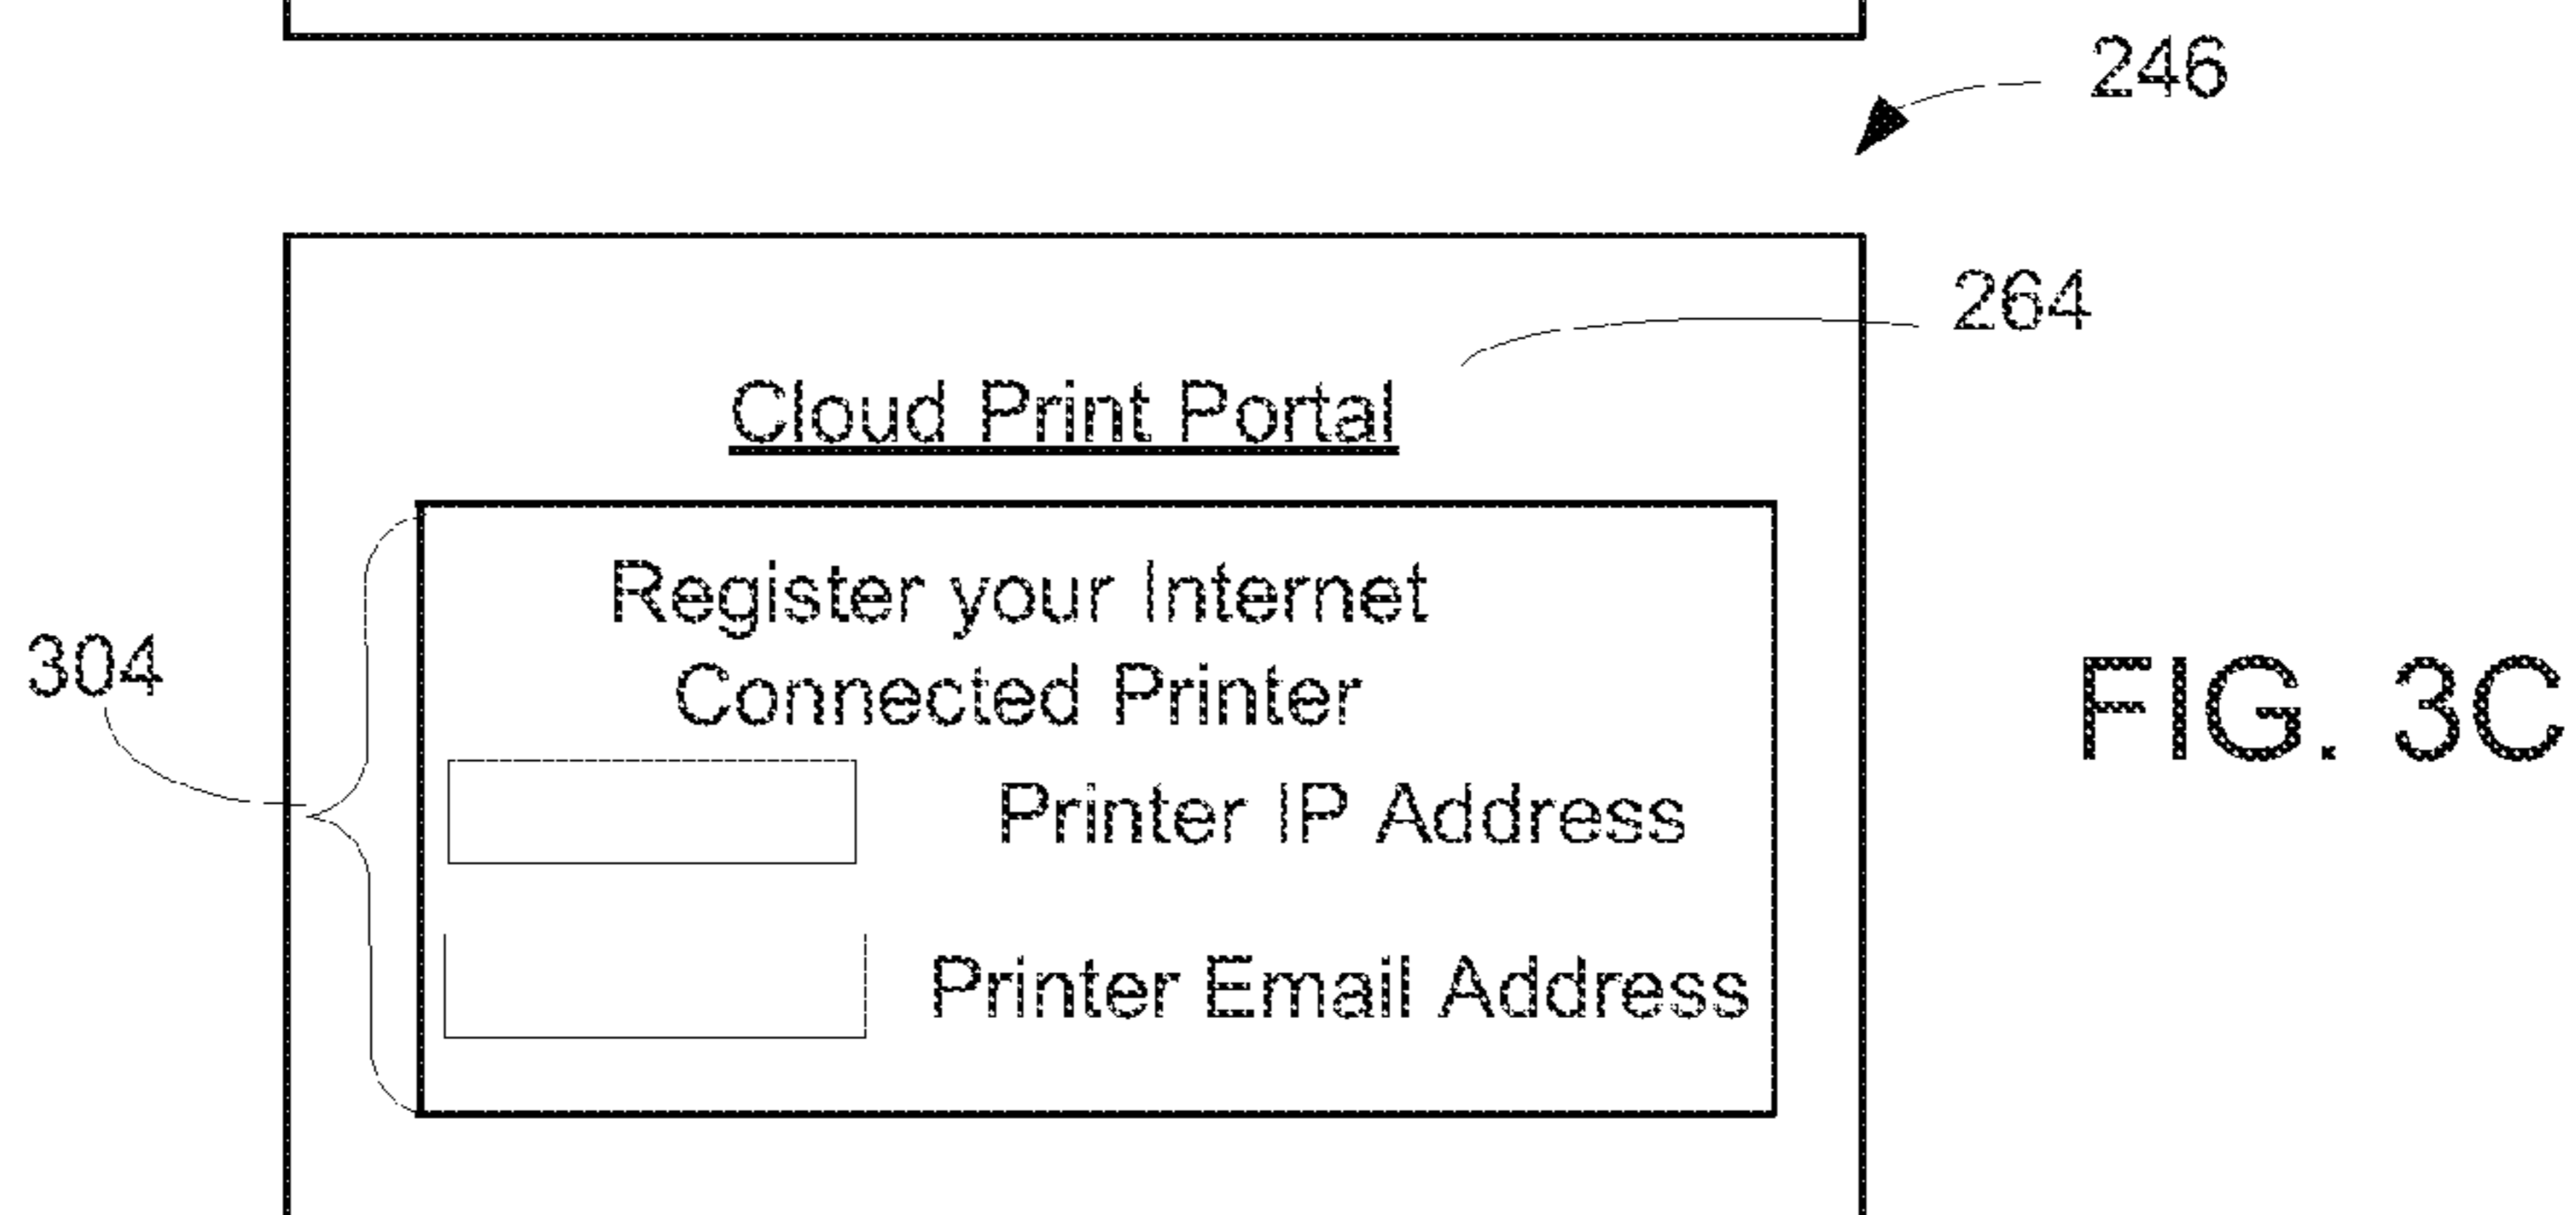 246
264
Cloud Print Portal
Register your Internet
Connected Printer
304
FIG. 3C
Printer IP Address
Printer Email Address